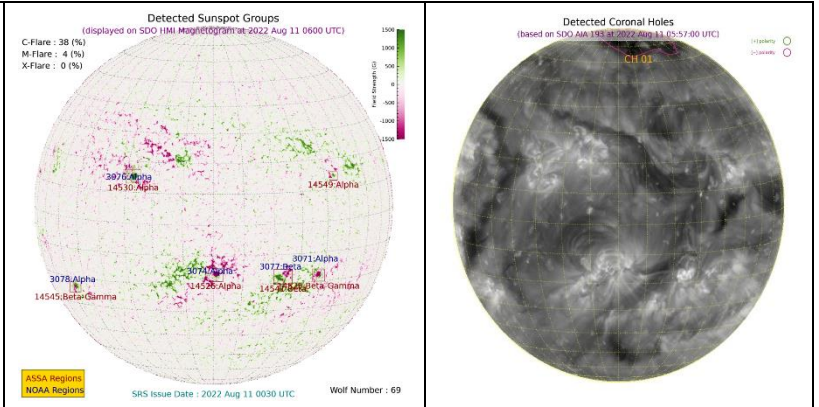 Detected Sunspot Groups
(displayed on SDO HMI Magnetogram at 2022 Aug 11 0600 UTC)
C-Flare : 38 (%)
M-Flare : 4 (%)
X-Flare : 0 (%)
1500
1000
500
0
-500
-1000
-1500
Field Strength (G)
3976:Alpha
14530:Alpha
14549:Alpha
3078:Alpha
14545:Beta-Gamma
3074:Alpha
14526:Alpha
3077:Beta
3071:Alpha
Beta-Gamma
ASSA Regions
NOAA Regions
SRS Issue Date : 2022 Aug 11 0030 UTC
Wolf Number : 69
Detected Coronal Holes
(based on SDO AIA 193 at 2022 Aug 11 05:57:00 UTC)
[+] polarity
[-] polarity
CH 01